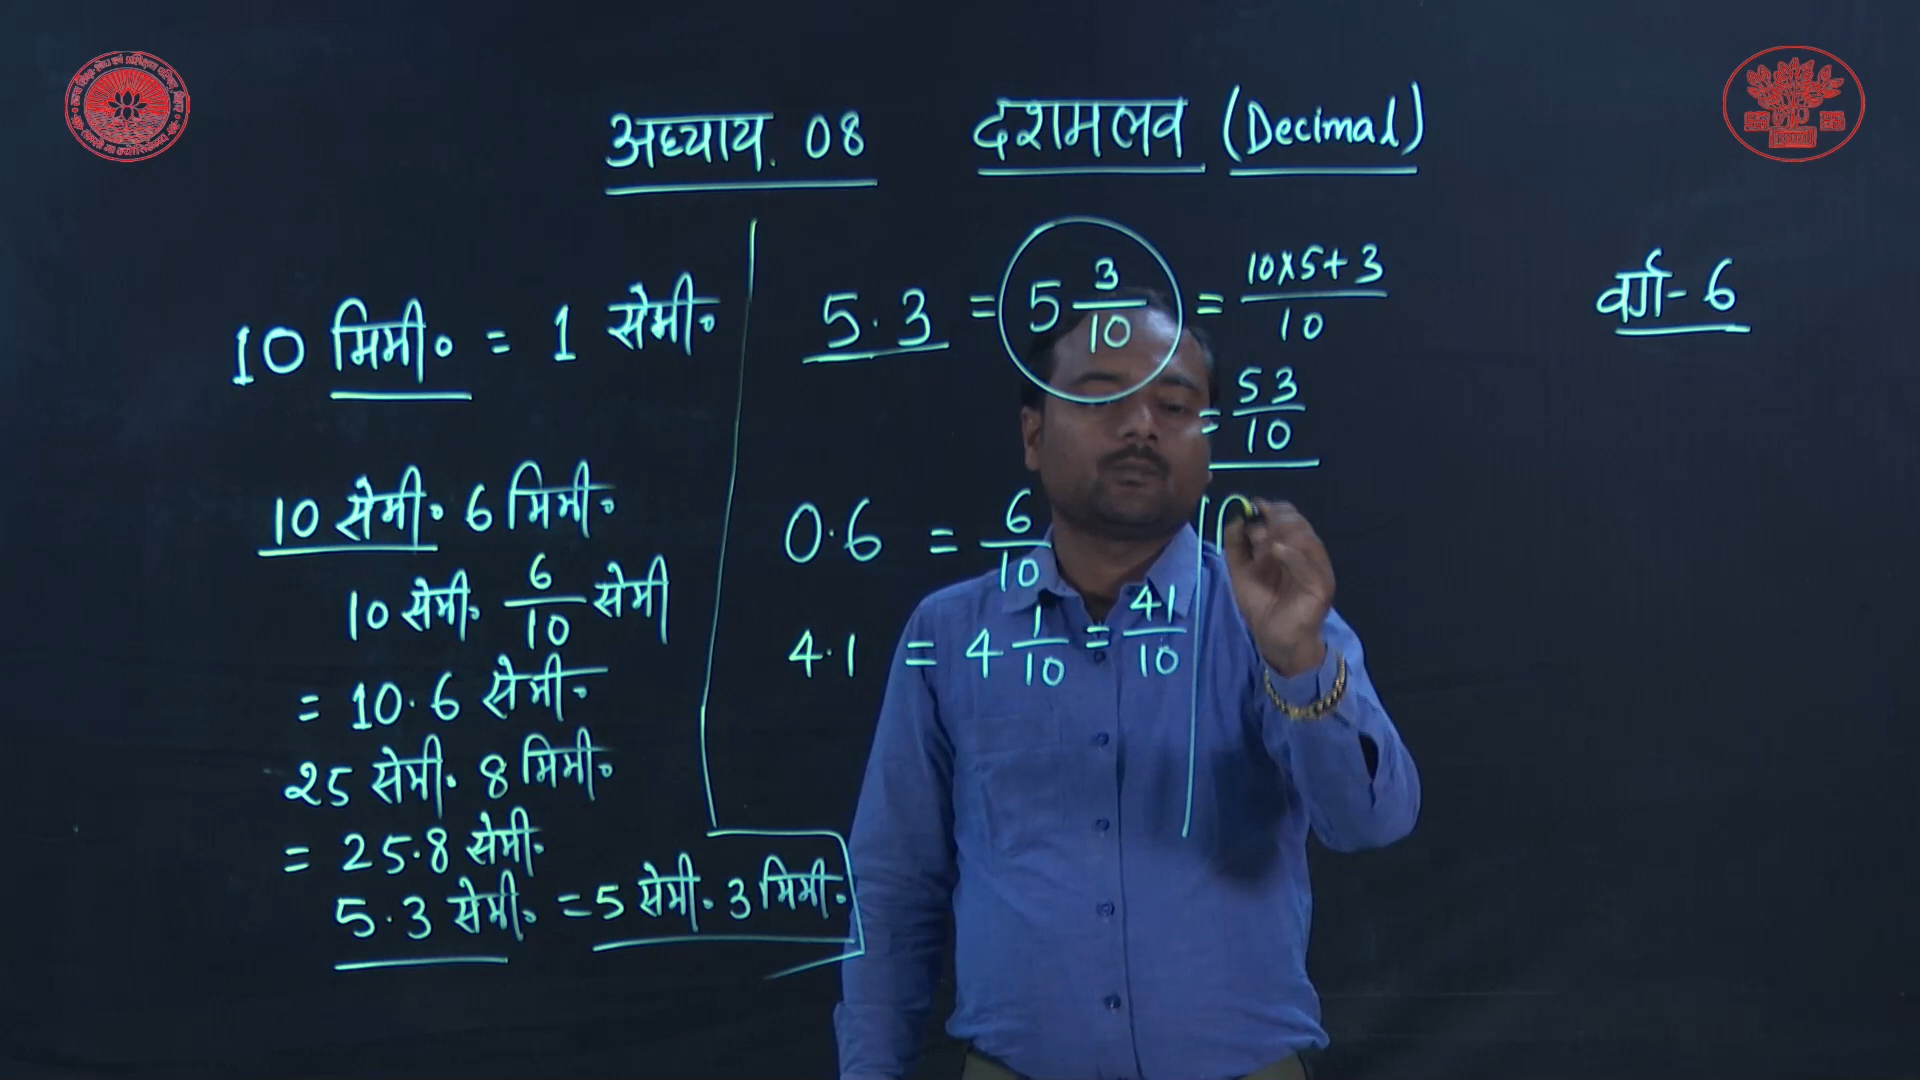 अध्याय. 08 दशमलव (Decimal)
वर्ग - 6
10 मिमी॰ = 1 सेमी॰
10 सेमी॰ 6 मिमी॰
10 सेमी॰ 6/10 सेमी
= 10.6 सेमी॰
25 सेमी॰ 8 मिमी॰
= 25.8 सेमी॰
5.3 सेमी॰ = 5 सेमी॰ 3 मिमी॰
5.3 = 5 3/10 = 10x5+3/10
= 53/10
0.6 = 6/10
4.1 = 4 1/10 = 41/10